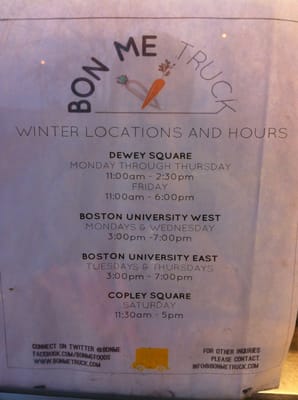 BON ME TRUCK
WINTER LOCATIONS AND HOURS
DEWEY SQUARE
MONDAY THROUGH THURSDAY
11:00am - 2:30pm
FRIDAY
11:00am - 6:00pm
BOSTON UNIVERSITY WEST
MONDAYS & WEDNESDAY
3:00pm -7:00pm
BOSTON UNIVERSITY EAST
TUESDAYS & THURSDAYS
3:00pm - 7:00pm
COPLEY SQUARE
SATURDAY
11:30am - 5pm
CONNECT ON TWITTER @BONME
FACEBOOK.COM/BONMEFOODS
WWW.BONMETRUCK.COM
FOR OTHER INQUIRIES
PLEASE CONTACT:
INFO@BONMETRUCK.COM